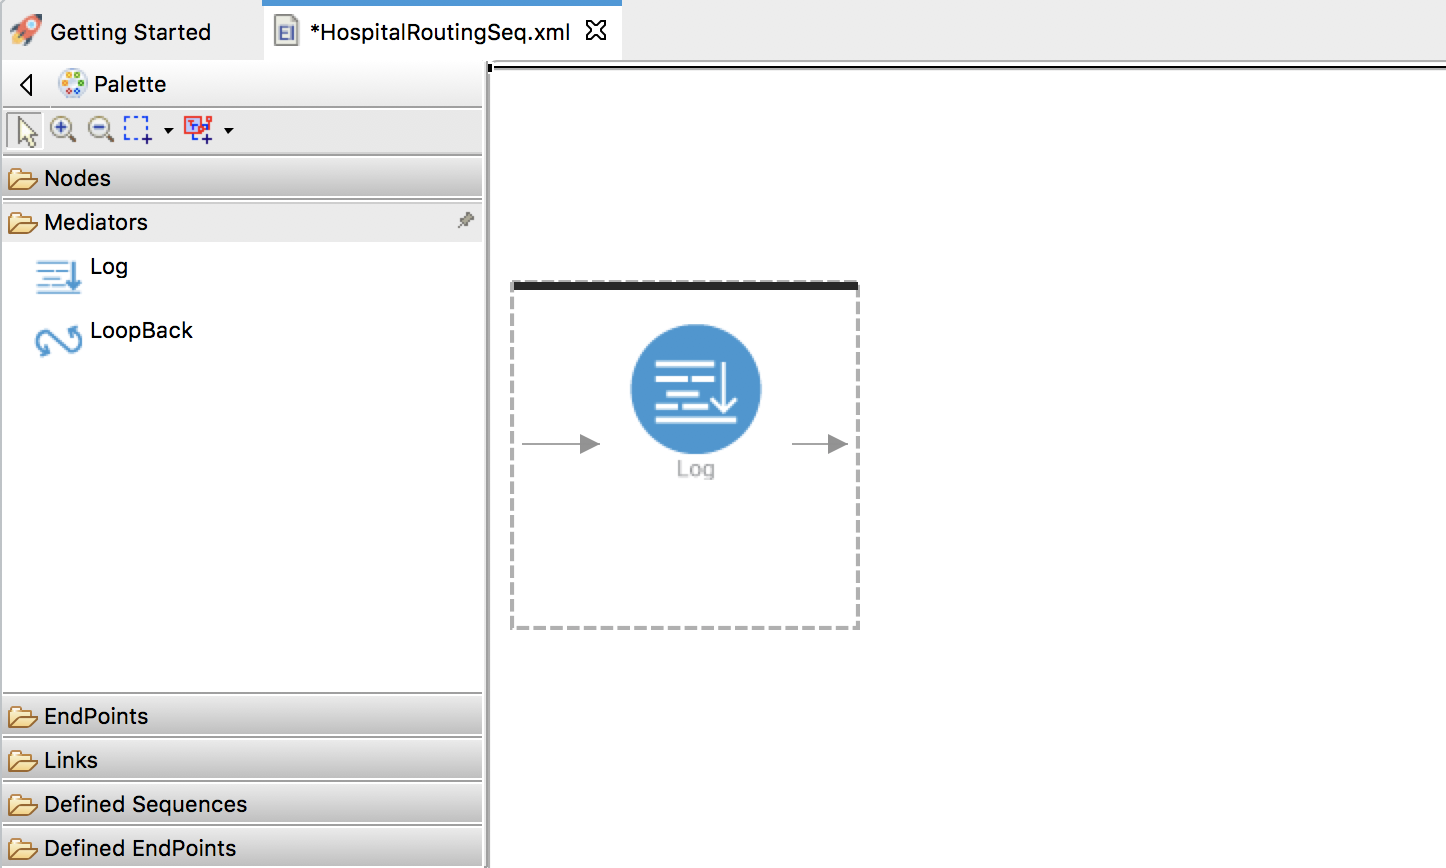 Getting Started
EI *HospitalRoutingSeq.xml
Palette
Nodes
Mediators
Log
LoopBack
Log
EndPoints
Links
Defined Sequences
Defined EndPoints